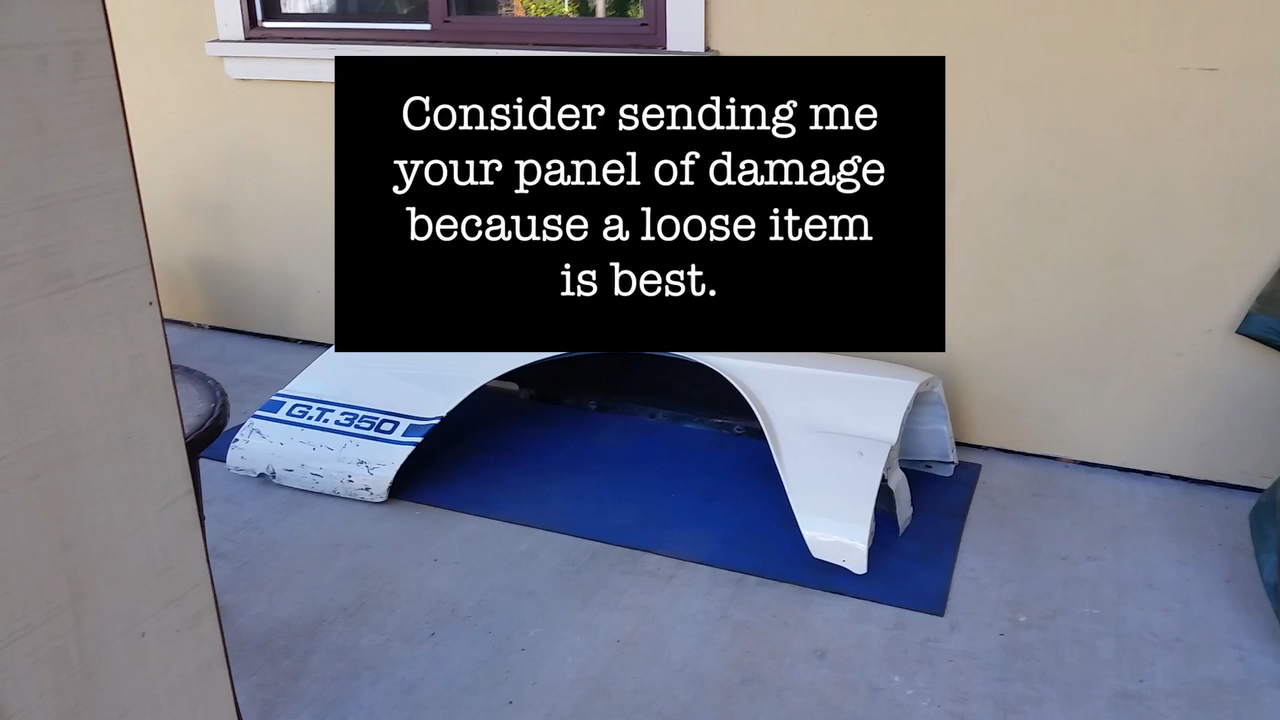 Consider sending me
your panel of damage
because a loose item
is best.
G.T. 350